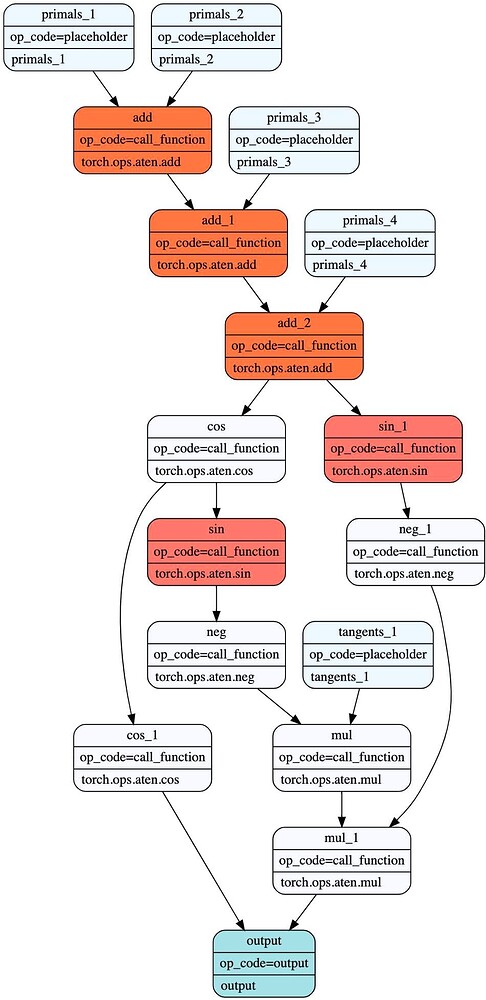 primals_1
op_code=placeholder
primals_1
primals_2
op_code=placeholder
primals_2
add
op_code=call_function
torch.ops.aten.add
primals_3
op_code=placeholder
primals_3
add_1
op_code=call_function
torch.ops.aten.add
primals_4
op_code=placeholder
primals_4
add_2
op_code=call_function
torch.ops.aten.add
cos
op_code=call_function
torch.ops.aten.cos
sin_1
op_code=call_function
torch.ops.aten.sin
sin
op_code=call_function
torch.ops.aten.sin
neg_1
op_code=call_function
torch.ops.aten.neg
neg
op_code=call_function
torch.ops.aten.neg
tangents_1
op_code=placeholder
tangents_1
cos_1
op_code=call_function
torch.ops.aten.cos
mul
op_code=call_function
torch.ops.aten.mul
mul_1
op_code=call_function
torch.ops.aten.mul
output
op_code=output
output